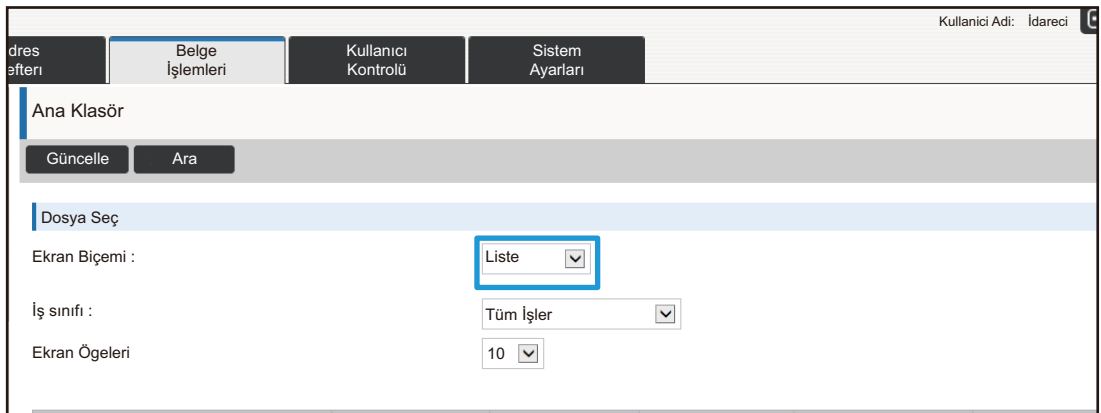 Kullanici Adi: İdareci
dres
efterı
Belge
İşlemleri
Kullanıcı
Kontrolü
Sistem
Ayarları
Ana Klasör
Güncelle
Ara
Dosya Seç
Ekran Biçemi :
Liste
İş sınıfı :
Tüm İşler
Ekran Ögeleri
10